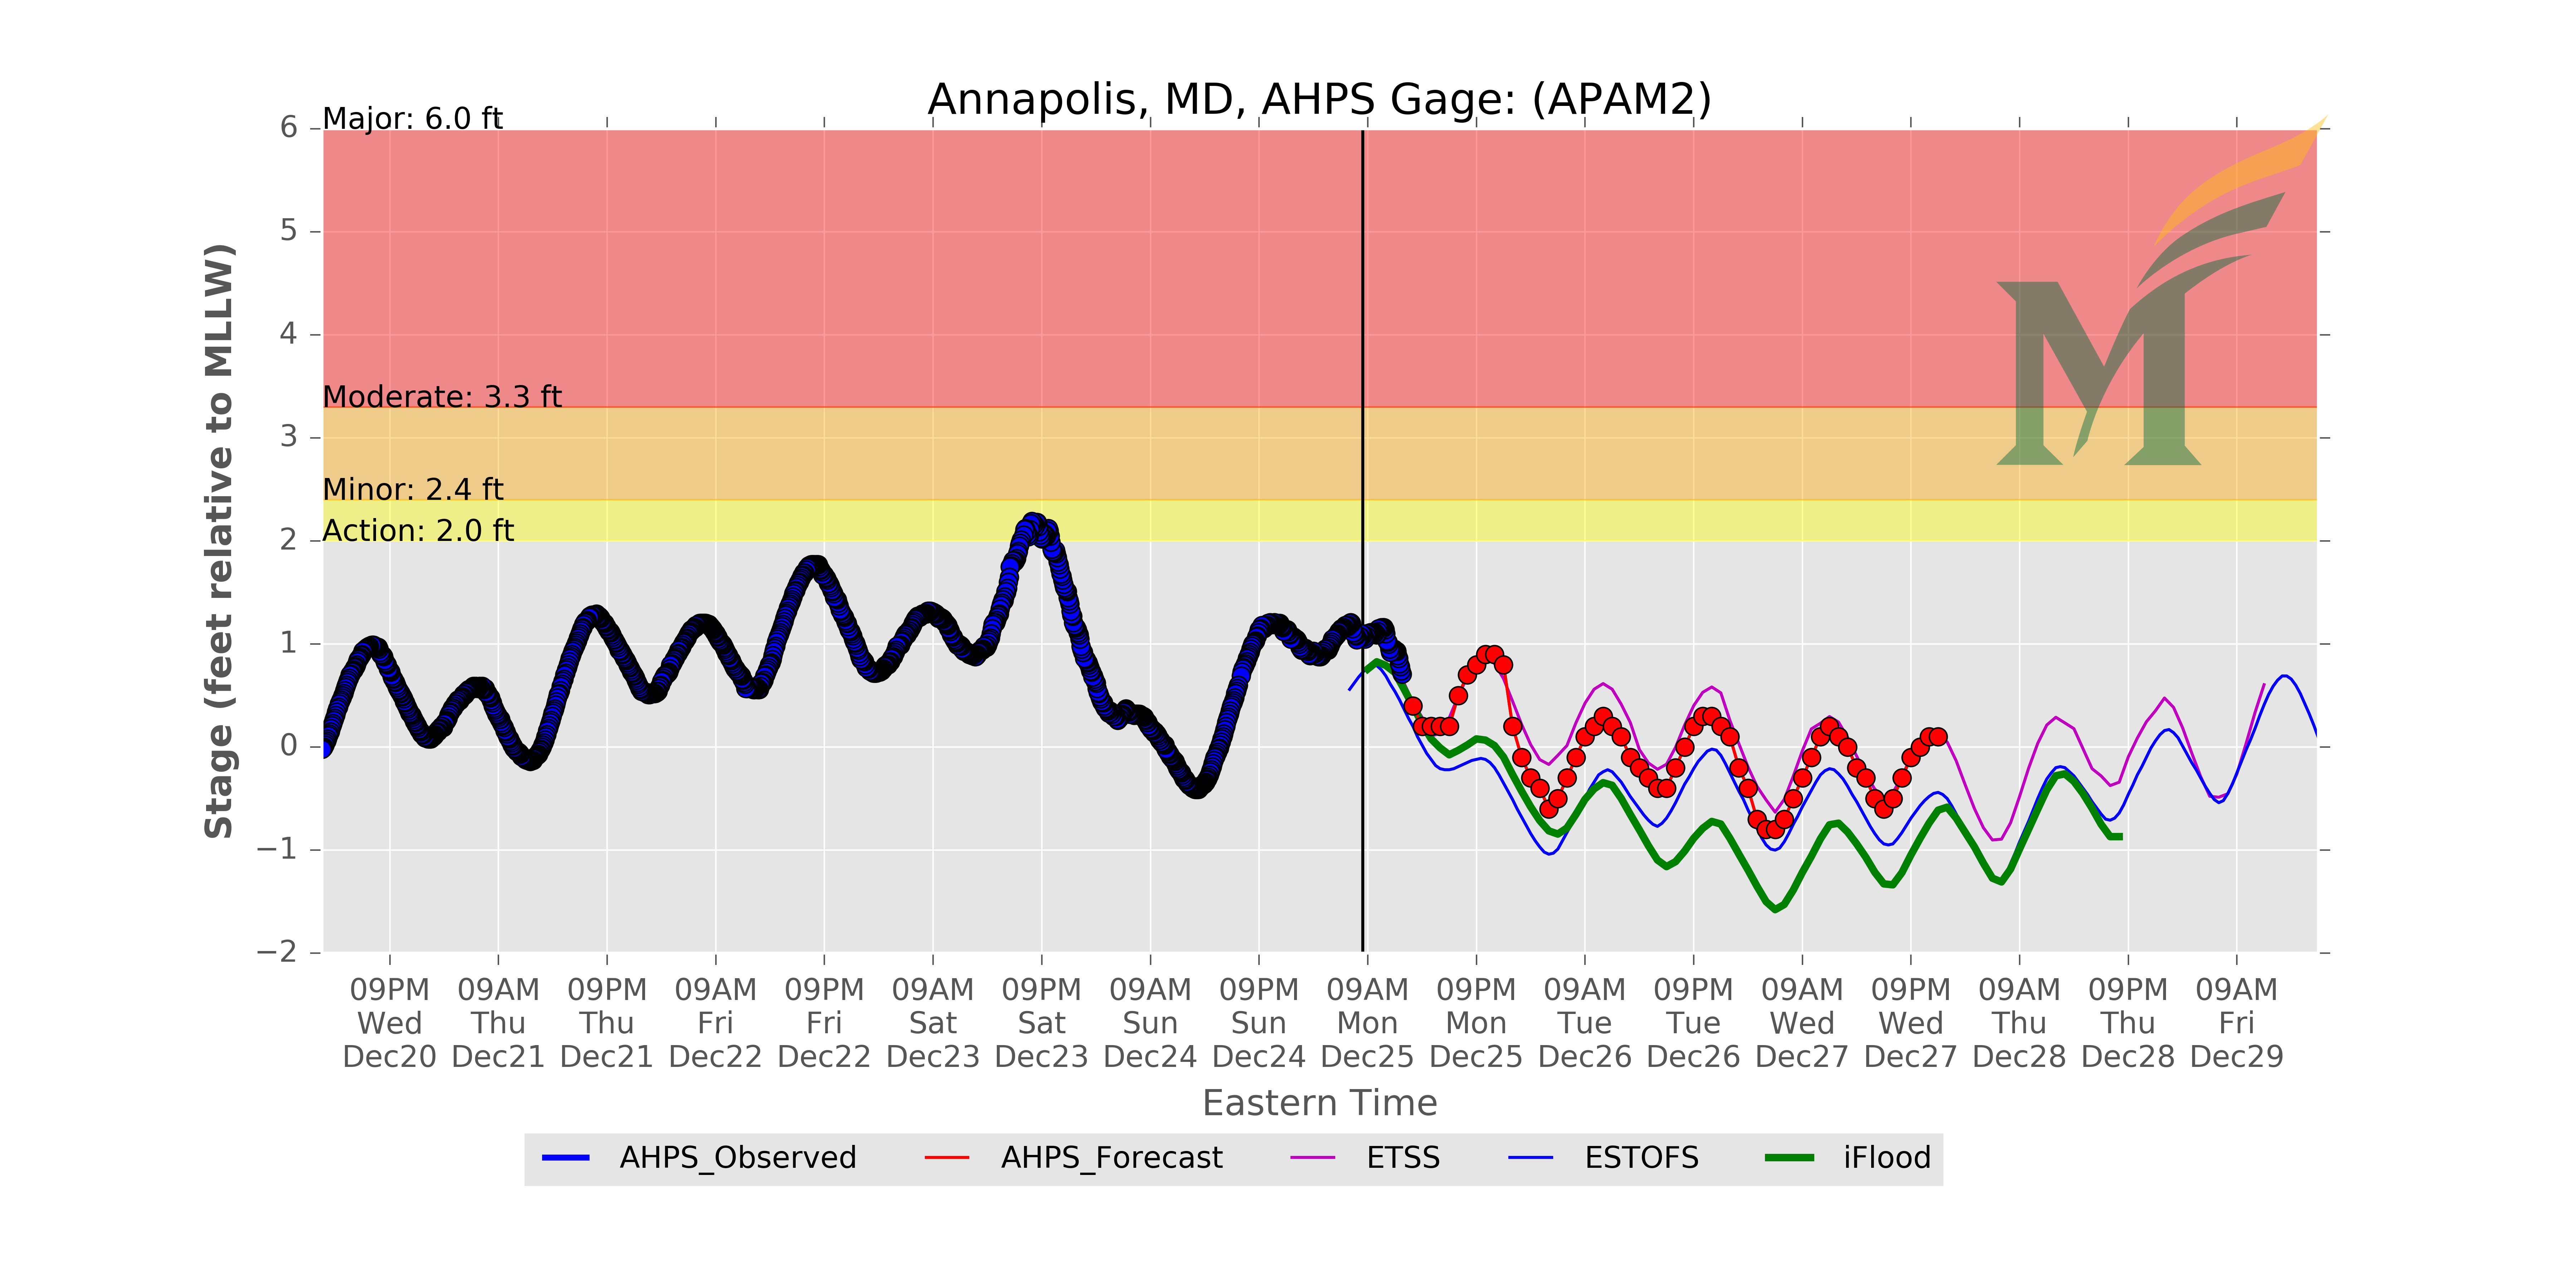 Annapolis, MD, AHPS Gage: (APAM2)
Major: 6.0 ft
Moderate: 3.3 ft
Minor: 2.4 ft
Action: 2.0 ft
Stage (feet relative to MLLW)
6
5
4
3
2
1
0
−1
−2
09PM 09AM 09PM 09AM 09PM 09AM 09PM 09AM 09PM 09AM 09PM 09AM 09PM 09AM 09PM 09AM 09PM 09AM
Wed Thu Thu Fri Fri Sat Sat Sun Sun Mon Mon Tue Tue Wed Wed Thu Thu Fri
Dec20 Dec21 Dec21 Dec22 Dec22 Dec23 Dec23 Dec24 Dec24 Dec25 Dec25 Dec26 Dec26 Dec27 Dec27 Dec28 Dec28 Dec29
Eastern Time
AHPS_Observed AHPS_Forecast ETSS ESTOFS iFlood
M